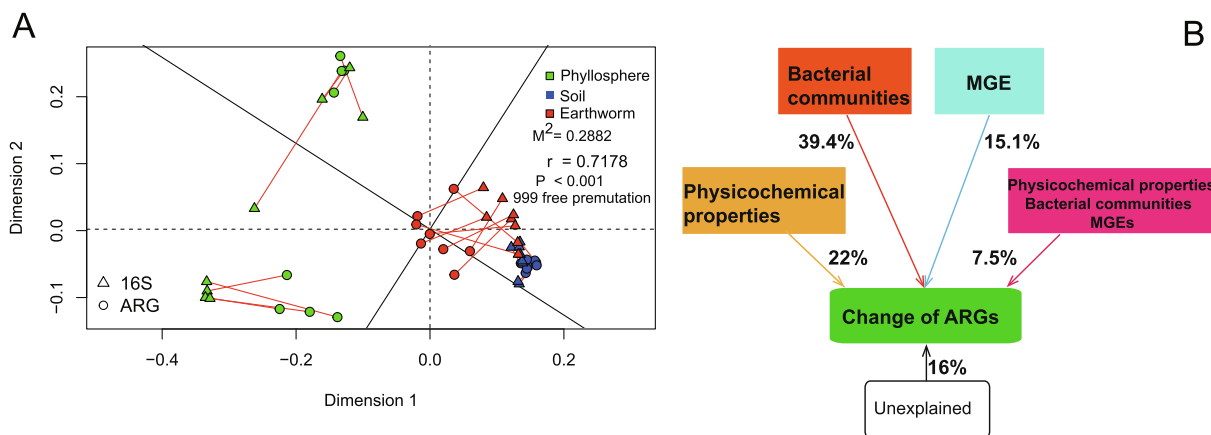 A
Dimension 2
0.2
0.1
0.0
−0.1
Phyllosphere
Soil
Earthworm
M2 = 0.2882
r = 0.7178
P < 0.001
999 free premutation
16S
ARG
−0.4
−0.2
0.0
0.2
Dimension 1
B
Bacterial
communities
MGE
39.4%
15.1%
Physicochemical
properties
Physicochemical properties
Bacterial communities
MGEs
22%
7.5%
Change of ARGs
16%
Unexplained